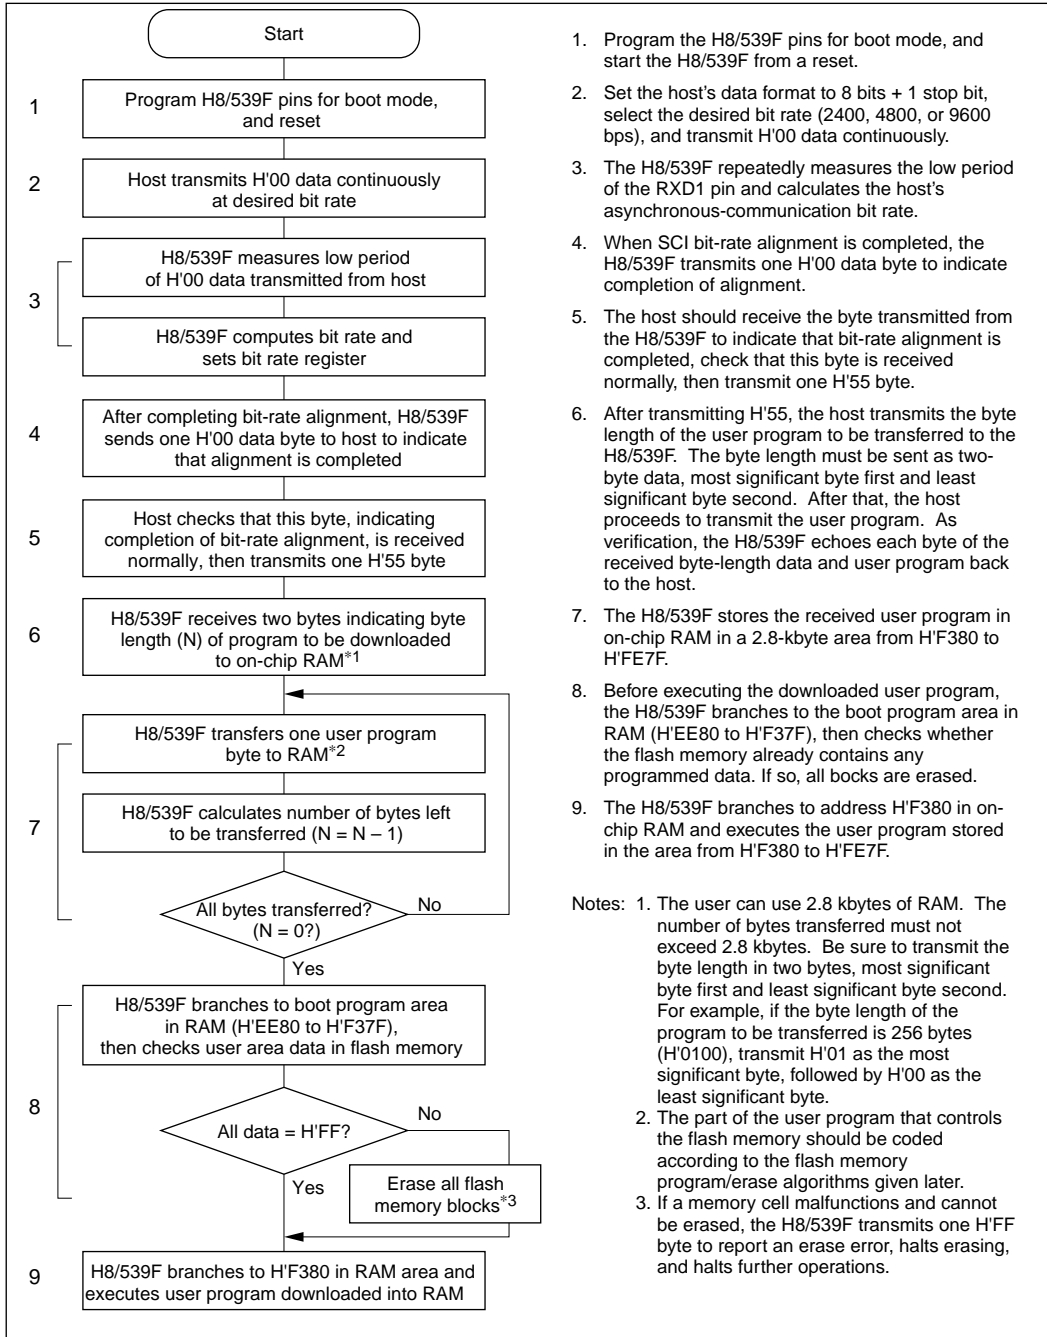 Start
1
Program H8/539F pins for boot mode,
and reset
2
Host transmits H'00 data continuously
at desired bit rate
3
H8/539F measures low period
of H'00 data transmitted from host
H8/539F computes bit rate and
sets bit rate register
4
After completing bit-rate alignment, H8/539F
sends one H'00 data byte to host to indicate
that alignment is completed
5
Host checks that this byte, indicating
completion of bit-rate alignment, is received
normally, then transmits one H'55 byte
6
H8/539F receives two bytes indicating byte
length (N) of program to be downloaded
to on-chip RAM*1
7
H8/539F transfers one user program
byte to RAM*2
H8/539F calculates number of bytes left
to be transferred (N = N – 1)
All bytes transferred?
(N = 0?)
No
Yes
8
H8/539F branches to boot program area
in RAM (H'EE80 to H'F37F),
then checks user area data in flash memory
All data = H'FF?
No
Yes
Erase all flash
memory blocks*3
9
H8/539F branches to H'F380 in RAM area and
executes user program downloaded into RAM
1. Program the H8/539F pins for boot mode, and
start the H8/539F from a reset.
2. Set the host's data format to 8 bits + 1 stop bit,
select the desired bit rate (2400, 4800, or 9600
bps), and transmit H'00 data continuously.
3. The H8/539F repeatedly measures the low period
of the RXD1 pin and calculates the host's
asynchronous-communication bit rate.
4. When SCI bit-rate alignment is completed, the
H8/539F transmits one H'00 data byte to indicate
completion of alignment.
5. The host should receive the byte transmitted from
the H8/539F to indicate that bit-rate alignment is
completed, check that this byte is received
normally, then transmit one H'55 byte.
6. After transmitting H'55, the host transmits the byte
length of the user program to be transferred to the
H8/539F. The byte length must be sent as two-
byte data, most significant byte first and least
significant byte second. After that, the host
proceeds to transmit the user program. As
verification, the H8/539F echoes each byte of the
received byte-length data and user program back
to the host.
7. The H8/539F stores the received user program in
on-chip RAM in a 2.8-kbyte area from H'F380 to
H'FE7F.
8. Before executing the downloaded user program,
the H8/539F branches to the boot program area in
RAM (H'EE80 to H'F37F), then checks whether
the flash memory already contains any
programmed data. If so, all bocks are erased.
9. The H8/539F branches to address H'F380 in on-
chip RAM and executes the user program stored
in the area from H'F380 to H'FE7F.
Notes: 1. The user can use 2.8 kbytes of RAM. The
number of bytes transferred must not
exceed 2.8 kbytes. Be sure to transmit the
byte length in two bytes, most significant
byte first and least significant byte second.
For example, if the byte length of the
program to be transferred is 256 bytes
(H'0100), transmit H'01 as the most
significant byte, followed by H'00 as the
least significant byte.
2. The part of the user program that controls
the flash memory should be coded
according to the flash memory
program/erase algorithms given later.
3. If a memory cell malfunctions and cannot
be erased, the H8/539F transmits one H'FF
byte to report an erase error, halts erasing,
and halts further operations.